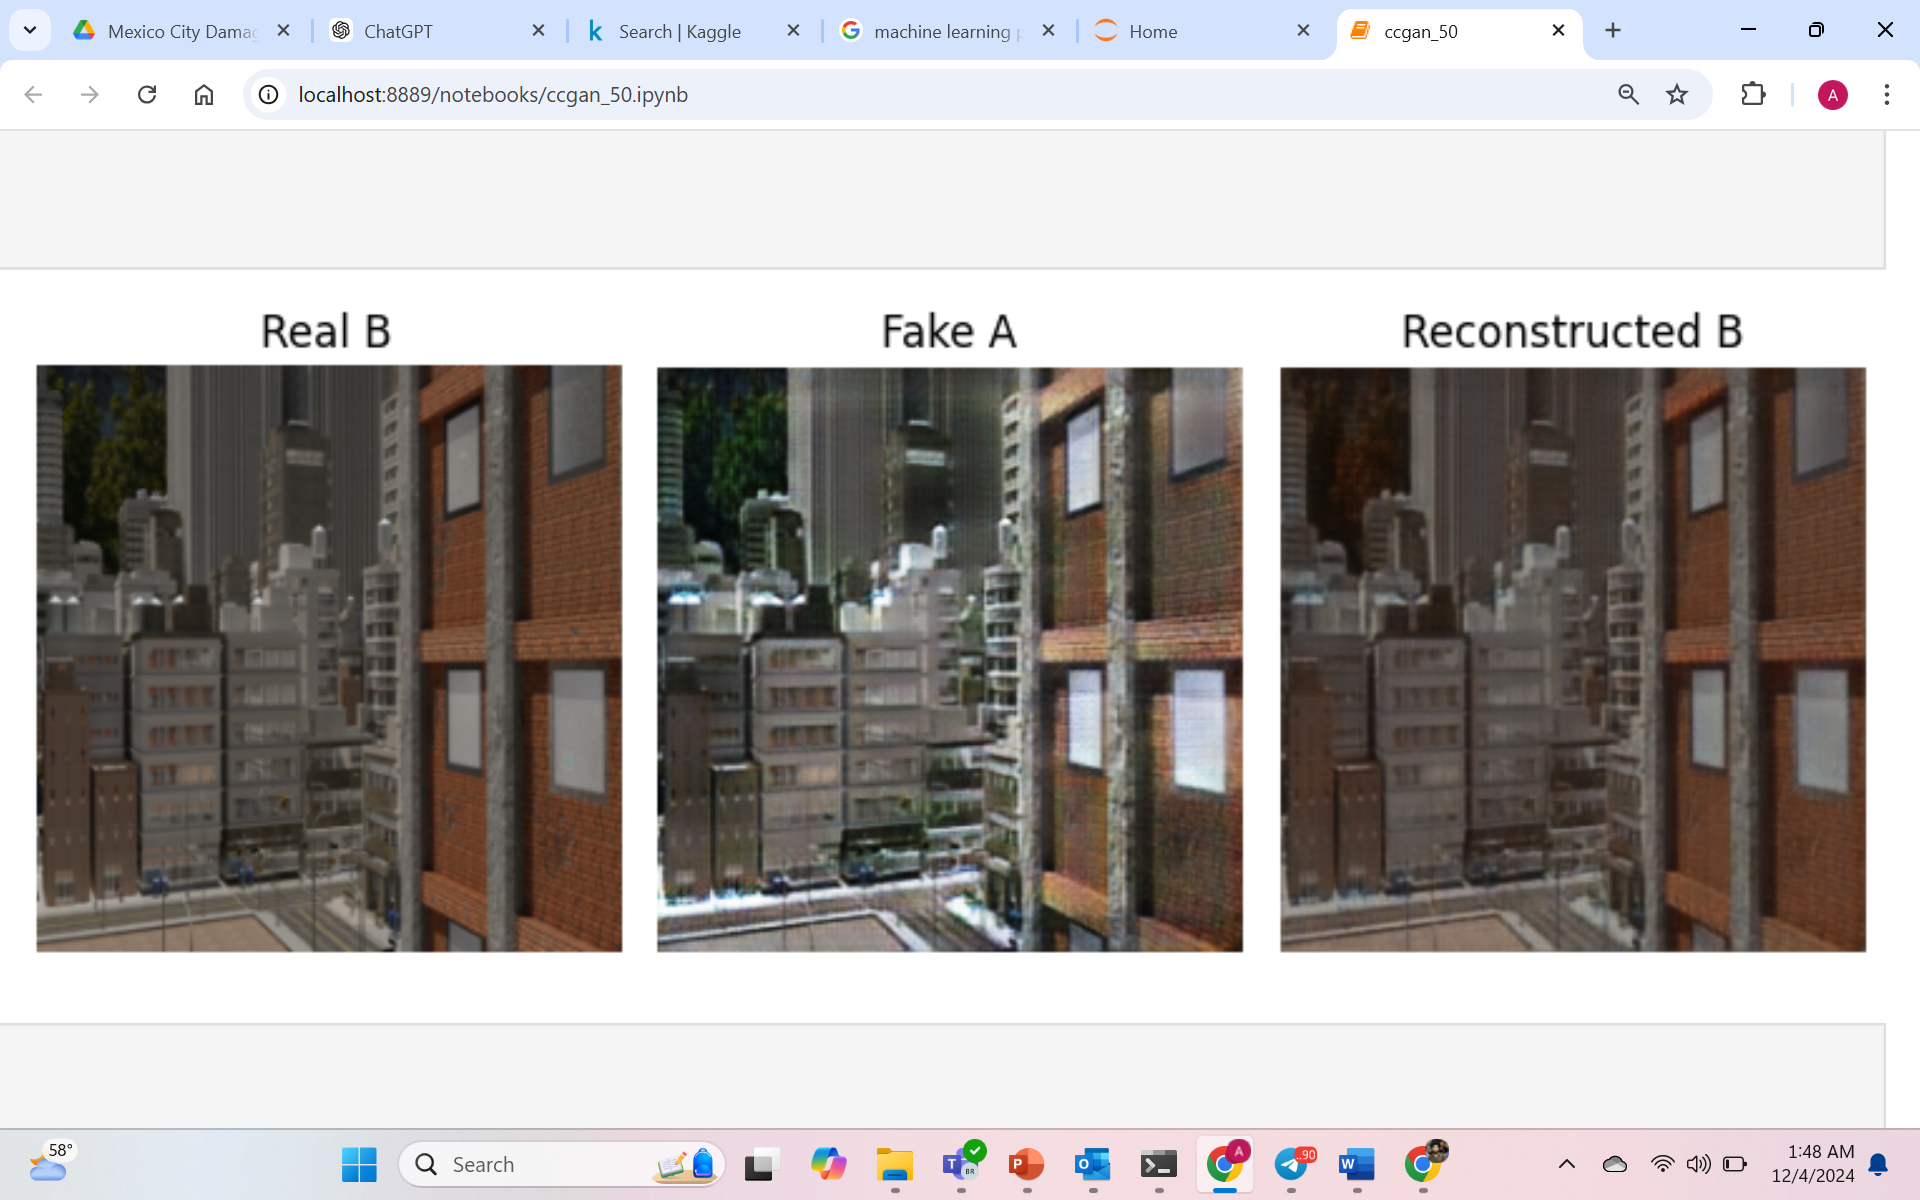 Mexico City Damag
ChatGPT
Search | Kaggle
machine learning p
Home
ccgan_50
localhost:8889/notebooks/ccgan_50.ipynb
A
Real B
Fake A
Reconstructed B
58°
Search
A
..90
1:48 AM
12/4/2024